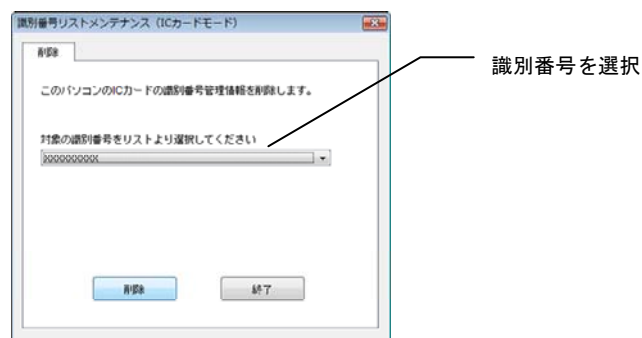 識別番号リストメンテナンス（ICカードモード）
削除
識別番号を選択
このパソコンのICカードの識別番号管理情報を削除します。
対象の識別番号をリストより選択してください
XXXXXXXXXX
削除
終了